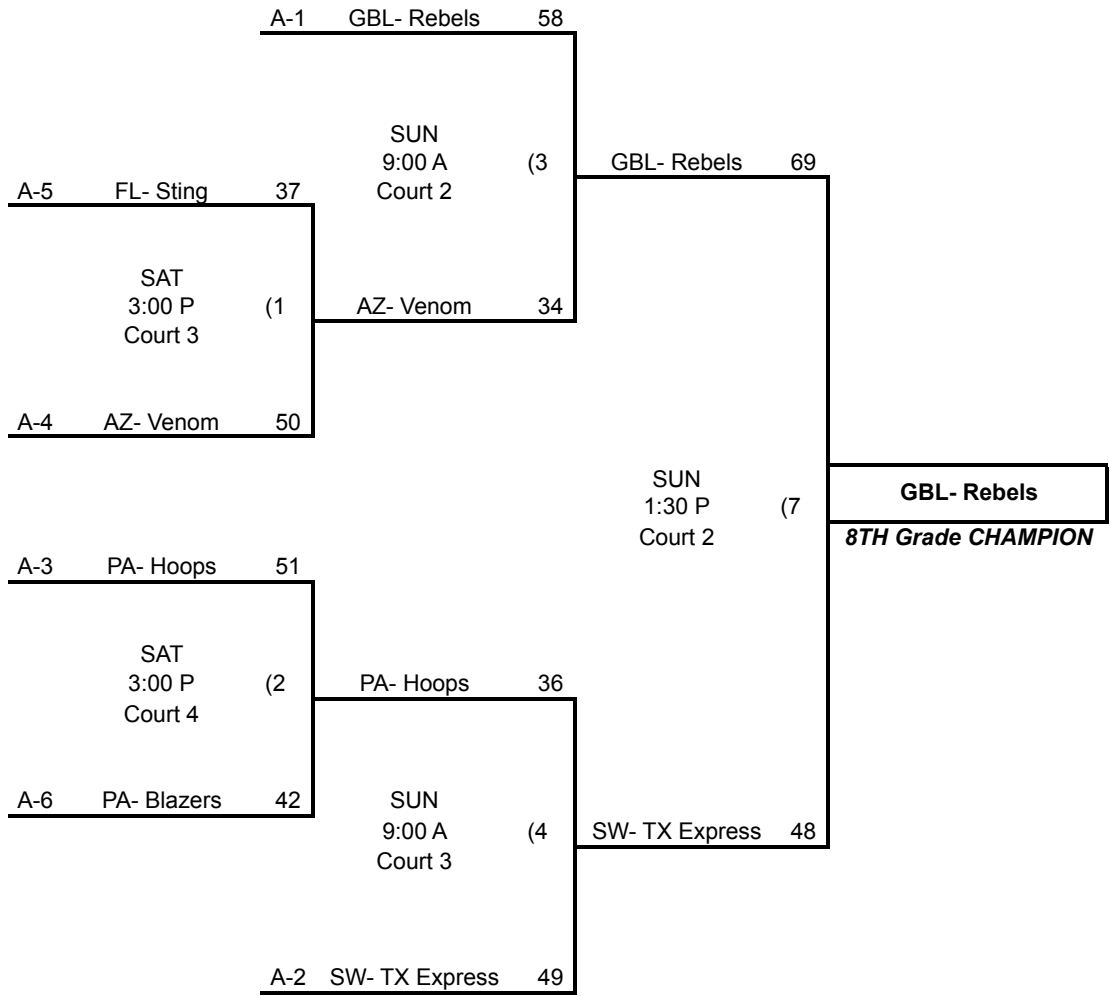 A-1 GBL- Rebels 58
SUN
9:00 A (3
Court 2
GBL- Rebels 69
A-5 FL- Sting 37
SAT
3:00 P (1
Court 3
AZ- Venom 34
A-4 AZ- Venom 50
SUN
1:30 P (7
Court 2
GBL- Rebels
8TH Grade CHAMPION
A-3 PA- Hoops 51
SAT
3:00 P (2
Court 4
PA- Hoops 36
A-6 PA- Blazers 42
SUN
9:00 A (4
Court 3
SW- TX Express 48
A-2 SW- TX Express 49